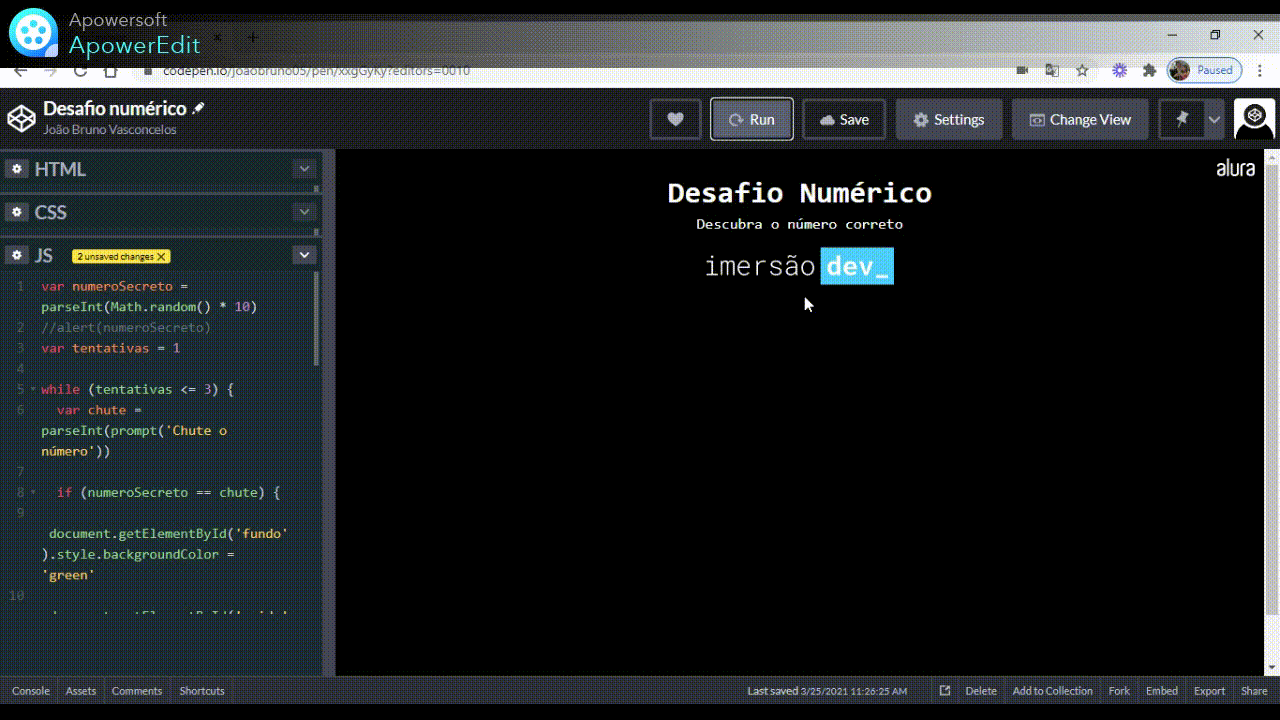 Apowersoft
ApowerEdit
codepen.io/joaobruno05/pen/xxgGyKy?editors=0010
Paused
Desafio numérico
João Bruno Vasconcelos
Run
Save
Settings
Change View
HTML
CSS
JS
2 unsaved changes X
alura
Desafio Numérico
Descubra o número correto
imersão dev_
1 var numeroSecreto =
parseInt(Math.random() * 10)
2 //alert(numeroSecreto)
3 var tentativas = 1
4
5 while (tentativas <= 3) {
6 var chute =
parseInt(prompt('Chute o
número'))
7
8 if (numeroSecreto == chute) {
9
document.getElementById('fundo'
).style.backgroundColor =
'green'
10
Console
Assets
Comments
Shortcuts
Last saved 3/25/2021 11:26:25 AM
Delete
Add to Collection
Fork
Embed
Export
Share